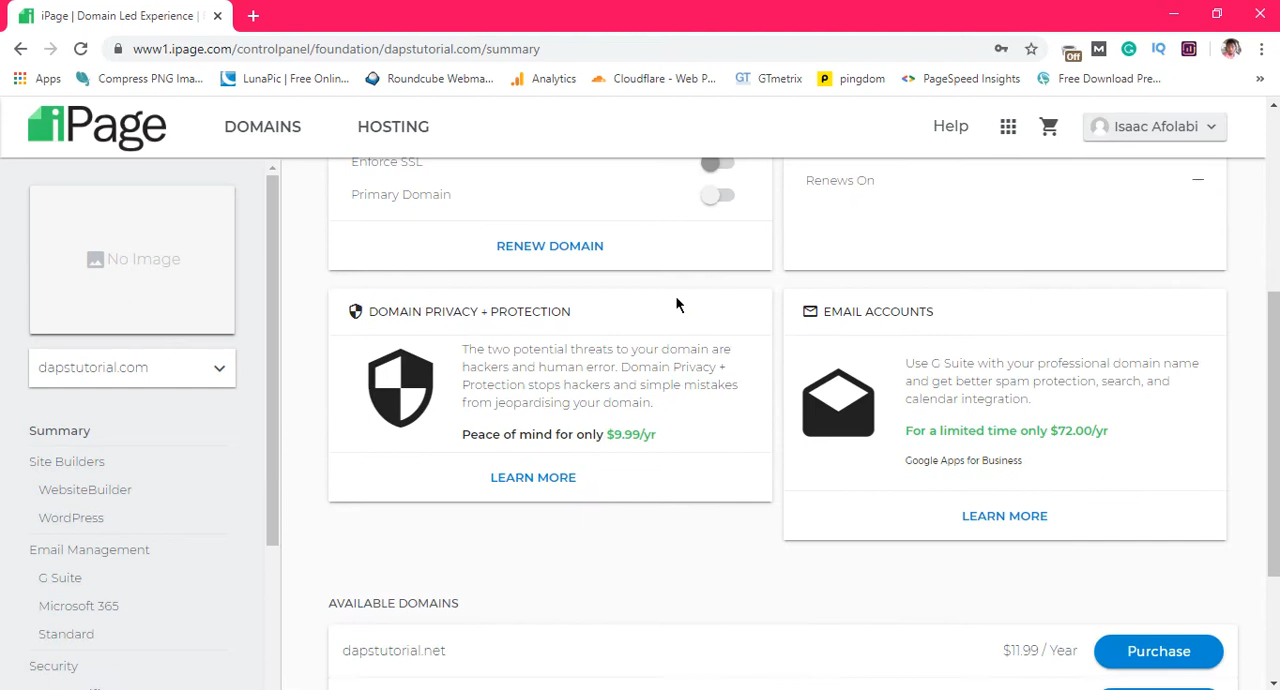 iPage | Domain Led Experience |
www1.ipage.com/controlpanel/foundation/dapstutorial.com/summary
Off
M
IQ
Apps
Compress PNG Ima...
LunaPic | Free Onlin...
Roundcube Webma...
Analytics
Cloudflare - Web P...
GT GTmetrix
p pingdom
PageSpeed Insights
Free Download Pre...
»
iPage
DOMAINS
HOSTING
Help
Isaac Afolabi
No Image
dapstutorial.com
Summary
Site Builders
WebsiteBuilder
WordPress
Email Management
G Suite
Microsoft 365
Standard
Security
Enforce SSL
Primary Domain
RENEW DOMAIN
Renews On —
DOMAIN PRIVACY + PROTECTION
The two potential threats to your domain are
hackers and human error. Domain Privacy +
Protection stops hackers and simple mistakes
from jeopardising your domain.
Peace of mind for only $9.99/yr
LEARN MORE
EMAIL ACCOUNTS
Use G Suite with your professional domain name
and get better spam protection, search, and
calendar integration.
For a limited time only $72.00/yr
Google Apps for Business
LEARN MORE
AVAILABLE DOMAINS
dapstutorial.net
$11.99 / Year
Purchase